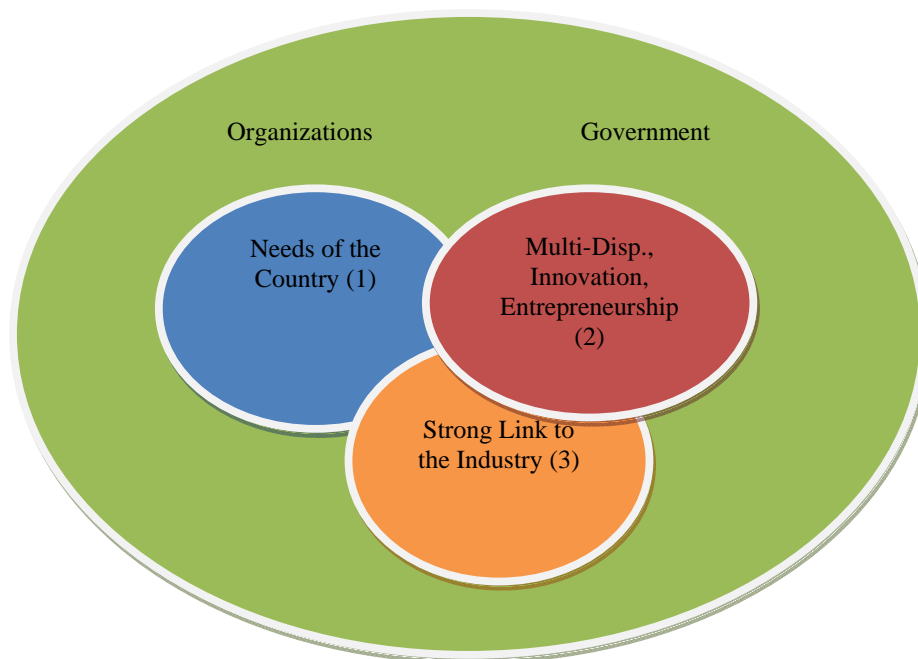 Organizations
Government
Needs of the
Country (1)
Multi-Disp.,
Innovation,
Entrepreneurship
(2)
Strong Link to
the Industry (3)